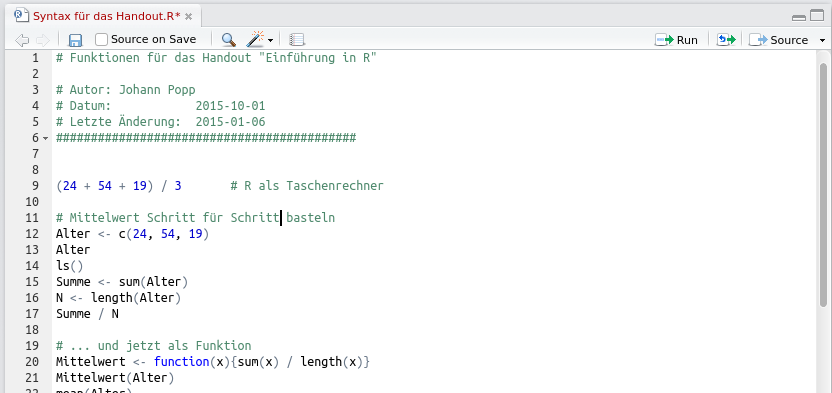 Syntax für das Handout.R*
Source on Save
Run
Source
1 # Funktionen für das Handout "Einführung in R"
2
3 # Autor: Johann Popp
4 # Datum: 2015-10-01
5 # Letzte Änderung: 2015-01-06
6 ###########################################
7
8
9 (24 + 54 + 19) / 3 # R als Taschenrechner
10
11 # Mittelwert Schritt für Schritt basteln
12 Alter <- c(24, 54, 19)
13 Alter
14 ls()
15 Summe <- sum(Alter)
16 N <- length(Alter)
17 Summe / N
18
19 # ... und jetzt als Funktion
20 Mittelwert <- function(x){sum(x) / length(x)}
21 Mittelwert(Alter)
22 mean(Alter)